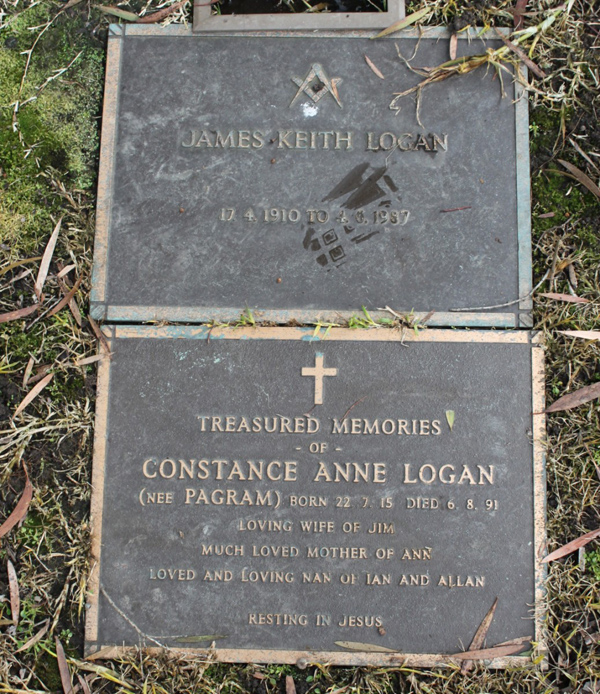 JAMES KEITH LOGAN
17. 4. 1910 TO 4. 3. 1987
TREASURED MEMORIES
- OF -
CONSTANCE ANNE LOGAN
(NEE PAGRAM) BORN 22. 7. 15 DIED 6. 8. 91
LOVING WIFE OF JIM
MUCH LOVED MOTHER OF ANN
LOVED AND LOVING NAN OF IAN AND ALLAN
RESTING IN JESUS